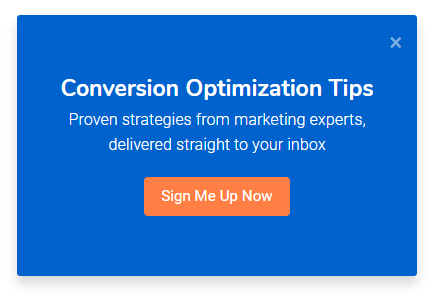 ×
Conversion Optimization Tips
Proven strategies from marketing experts,
delivered straight to your inbox
Sign Me Up Now